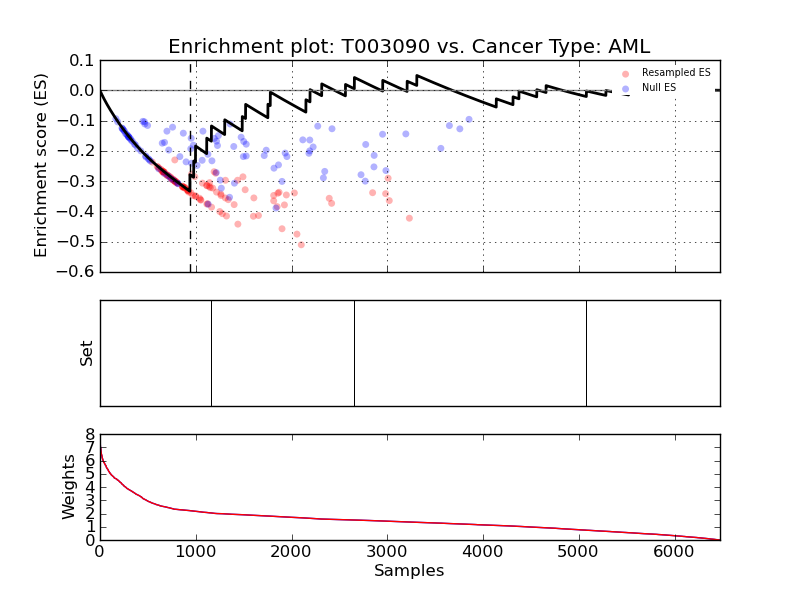 Enrichment plot: T003090 vs. Cancer Type: AML
Enrichment score (ES)
0.1
0.0
−0.1
−0.2
−0.3
−0.4
−0.5
−0.6
Resampled ES
Null ES
Set
Weights
8
7
6
5
4
3
2
1
0
0 1000 2000 3000 4000 5000 6000
Samples